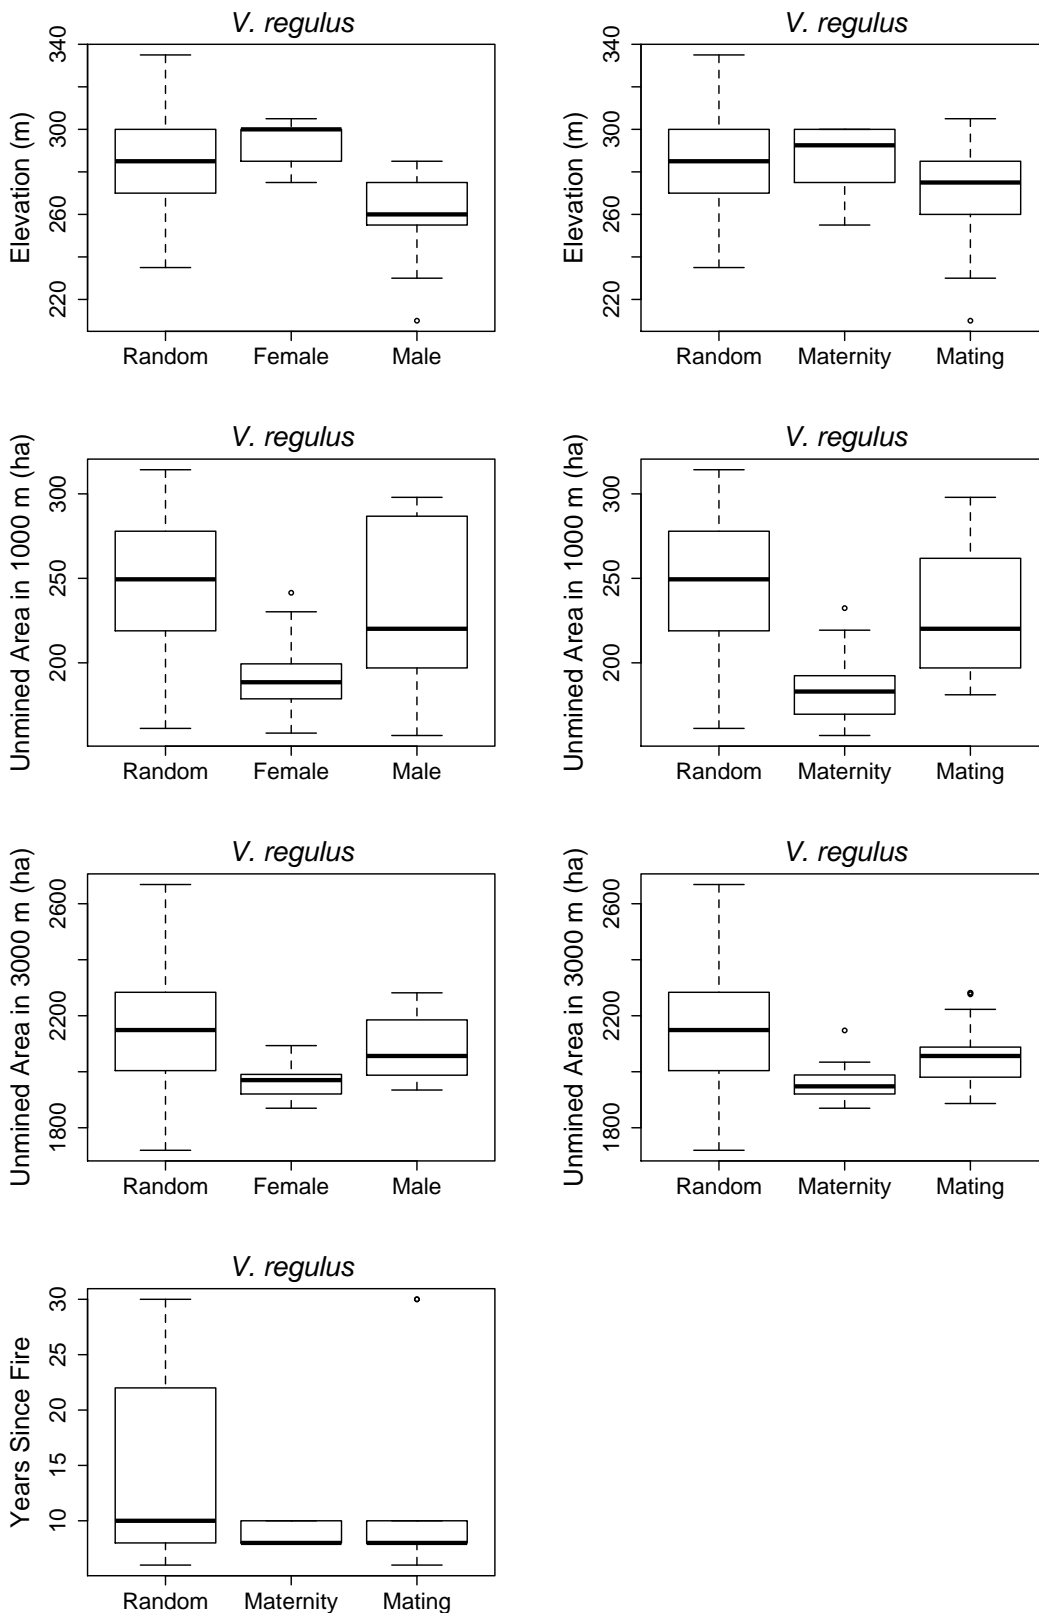 V. regulus
Elevation (m)
340
300
260
220
Random Female Male
V. regulus
Elevation (m)
340
300
260
220
Random Maternity Mating
V. regulus
Unmined Area in 1000 m (ha)
300
250
200
Random Female Male
V. regulus
Unmined Area in 1000 m (ha)
300
250
200
Random Maternity Mating
V. regulus
Unmined Area in 3000 m (ha)
2600
2200
1800
Random Female Male
V. regulus
Unmined Area in 3000 m (ha)
2600
2200
1800
Random Maternity Mating
V. regulus
Years Since Fire
30
25
20
15
10
Random Maternity Mating